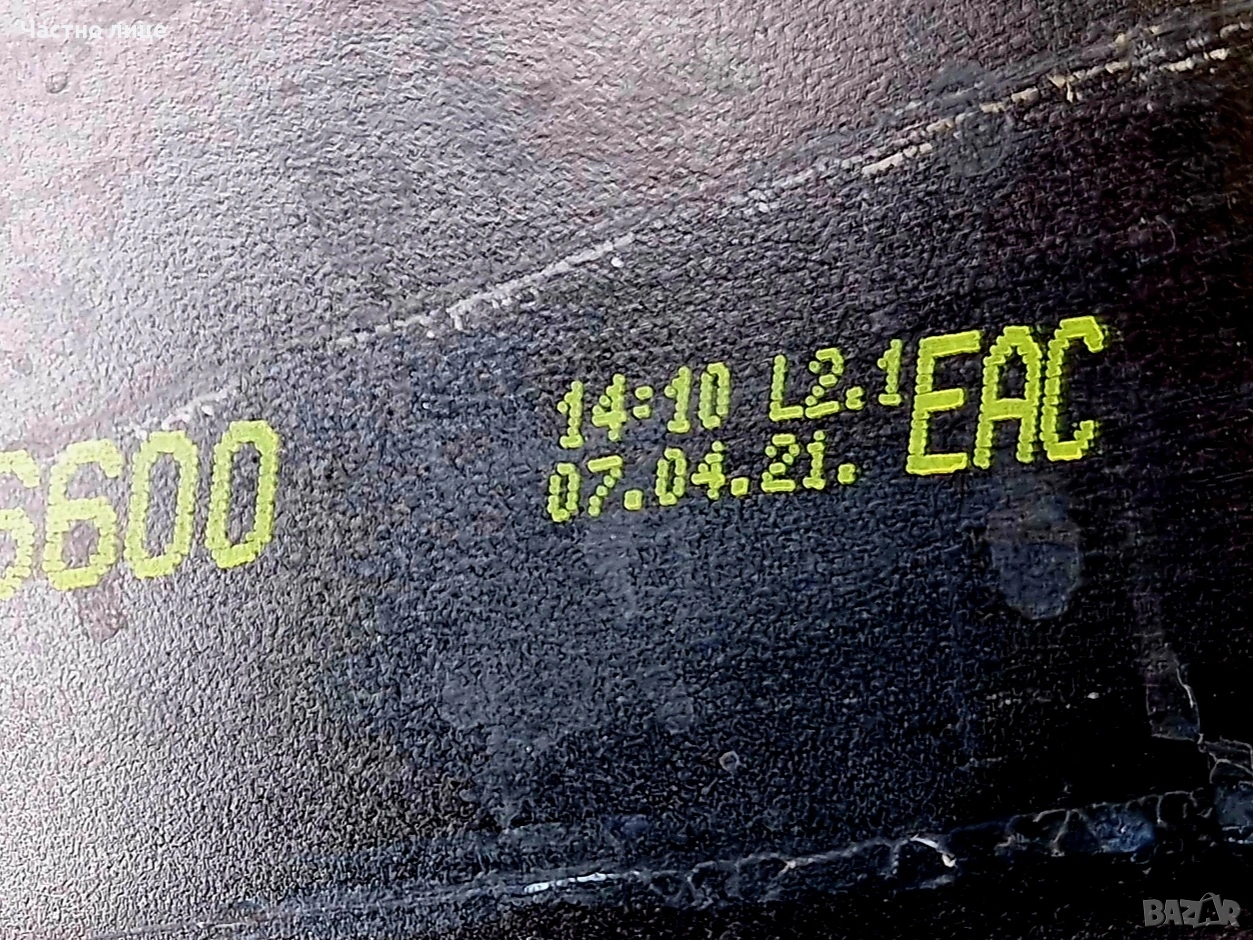 Частно лице
14:10 L2.1 EAC
07.04.21.
6600
BAZAR